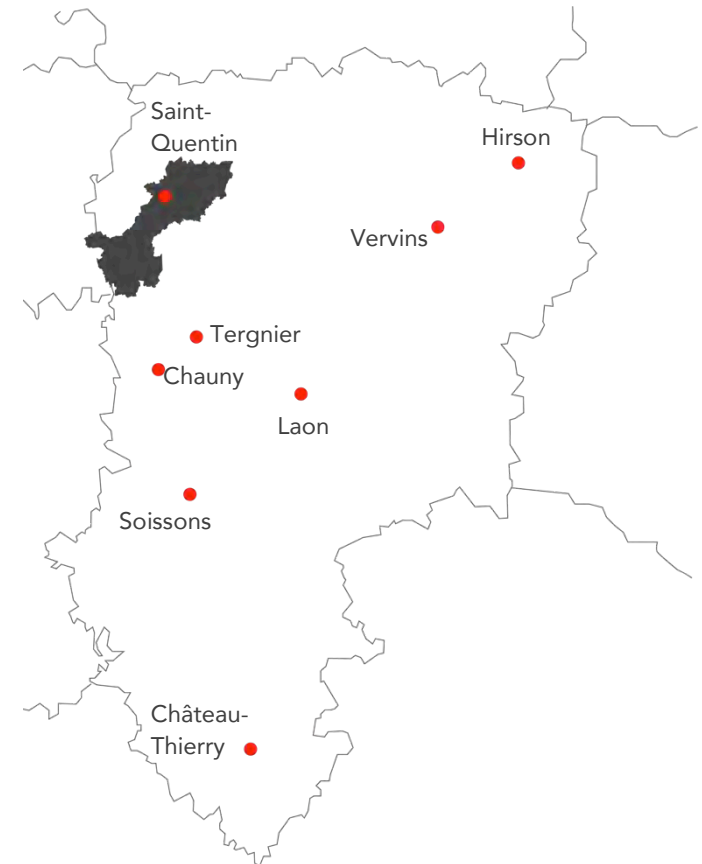 Saint-
Quentin
Hirson
Vervins
Tergnier
Chauny
Laon
Soissons
Château-
Thierry